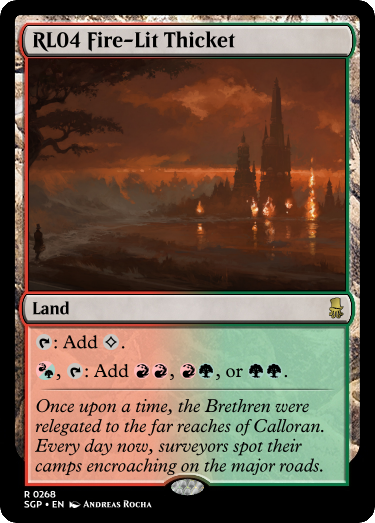 RL04 Fire-Lit Thicket
Land
: Add .
, : Add , , or .
Once upon a time, the Brethren were
relegated to the far reaches of Calloran.
Every day now, surveyors spot their
camps encroaching on the major roads.
R 0268
SGP • EN Andreas Rocha